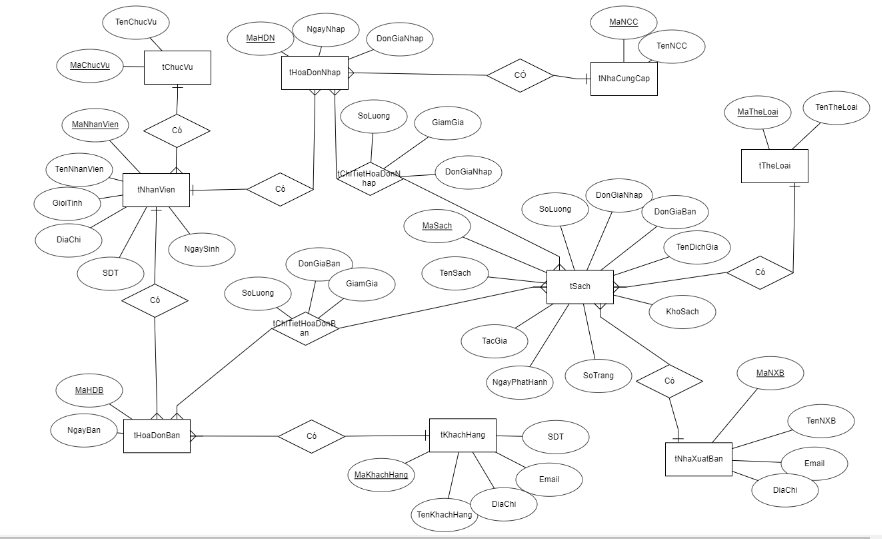 TenChucVu
MaChucVu
tChucVu
Có
MaNhanVien
TenNhanVien
GioiTinh
DiaChi
SDT
NgaySinh
tNhanVien
Có
Có
MaHDN
NgayNhap
DonGiaNhap
tHoaDonNhap
CÓ
MaNCC
TenNCC
tNhaCungCap
SoLuong
GiamGia
DonGiaNhap
tChiTietHoaDonN
hap
MaTheLoai
TenTheLoai
tTheLoai
Có
MaSach
SoLuong
DonGiaNhap
DonGiaBan
TenDichGia
TenSach
tSach
KhoSach
TacGia
NgayPhatHanh
SoTrang
SoLuong
DonGiaBan
GiamGia
tChiTietHoaDonB
an
MaHDB
NgayBan
tHoaDonBan
Có
tKhachHang
SDT
Email
DiaChi
TenKhachHang
MaKhachHang
Có
MaNXB
TenNXB
Email
DiaChi
tNhaXuatBan